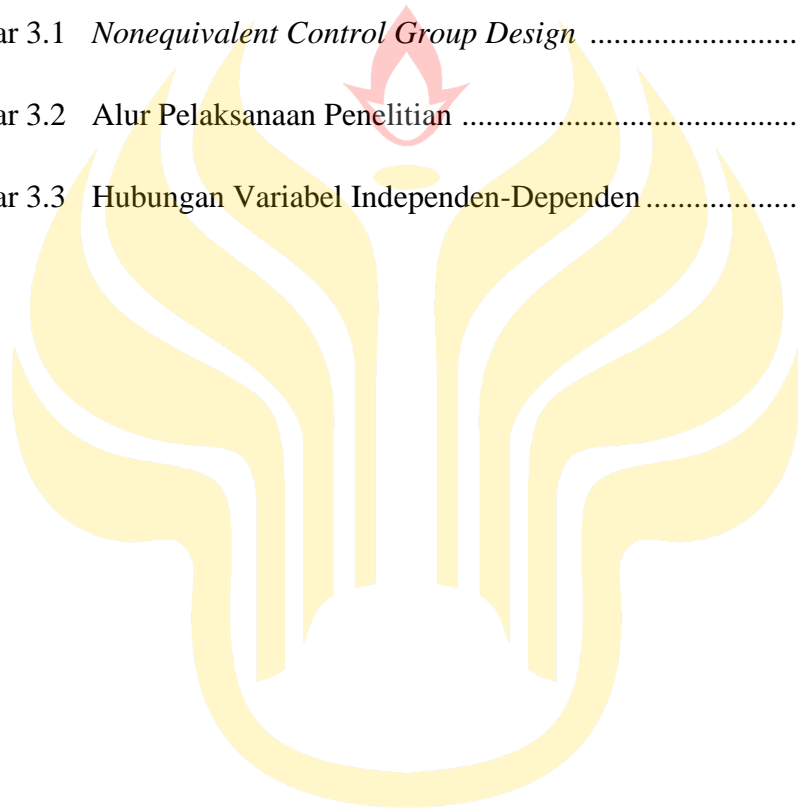 ar 3.1 Nonequivalent Control Group Design ........................
ar 3.2 Alur Pelaksanaan Penelitian .......................................
ar 3.3 Hubungan Variabel Independen-Dependen ..................